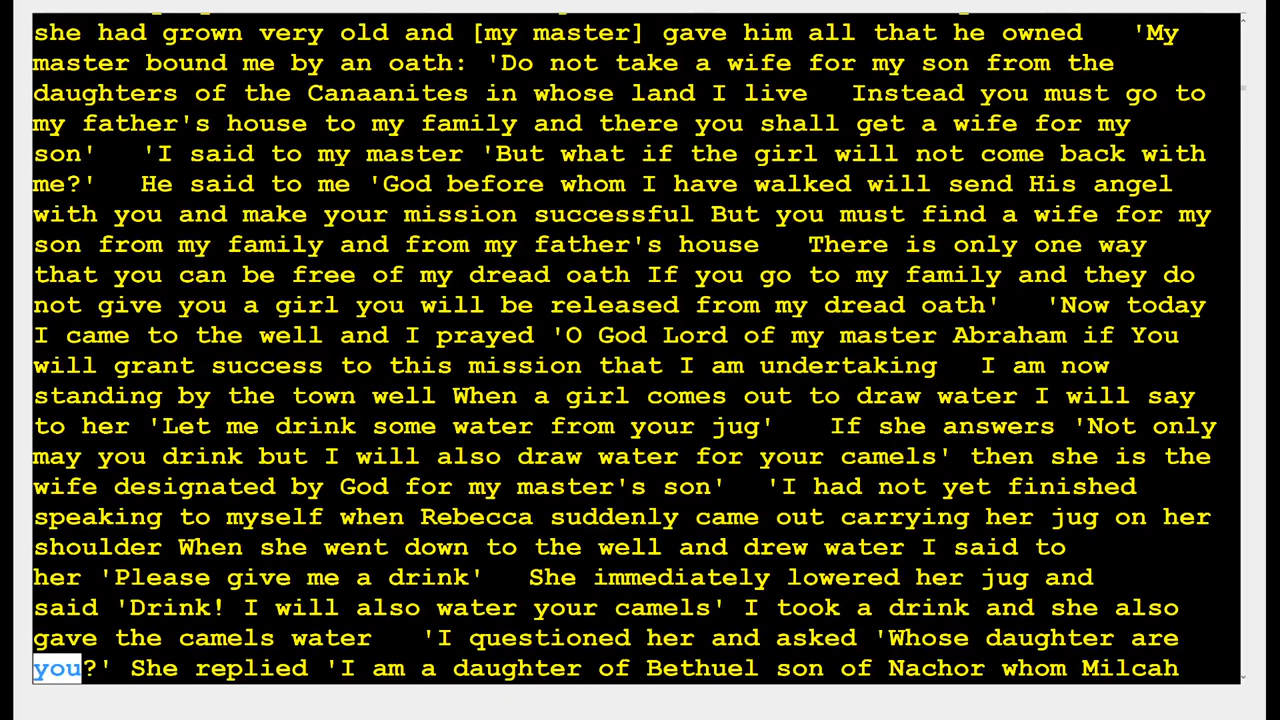 she had grown very old and [my master] gave him all that he owned 'My
master bound me by an oath: 'Do not take a wife for my son from the
daughters of the Canaanites in whose land I live Instead you must go to
my father's house to my family and there you shall get a wife for my
son' 'I said to my master 'But what if the girl will not come back with
me?' He said to me 'God before whom I have walked will send His angel
with you and make your mission successful But you must find a wife for my
son from my family and from my father's house There is only one way
that you can be free of my dread oath If you go to my family and they do
not give you a girl you will be released from my dread oath' 'Now today
I came to the well and I prayed 'O God Lord of my master Abraham if You
will grant success to this mission that I am undertaking I am now
standing by the town well When a girl comes out to draw water I will say
to her 'Let me drink some water from your jug' If she answers 'Not only
may you drink but I will also draw water for your camels' then she is the
wife designated by God for my master's son' 'I had not yet finished
speaking to myself when Rebecca suddenly came out carrying her jug on her
shoulder When she went down to the well and drew water I said to
her 'Please give me a drink' She immediately lowered her jug and
said 'Drink! I will also water your camels' I took a drink and she also
gave the camels water 'I questioned her and asked 'Whose daughter are
you?' She replied 'I am a daughter of Bethuel son of Nachor whom Milcah